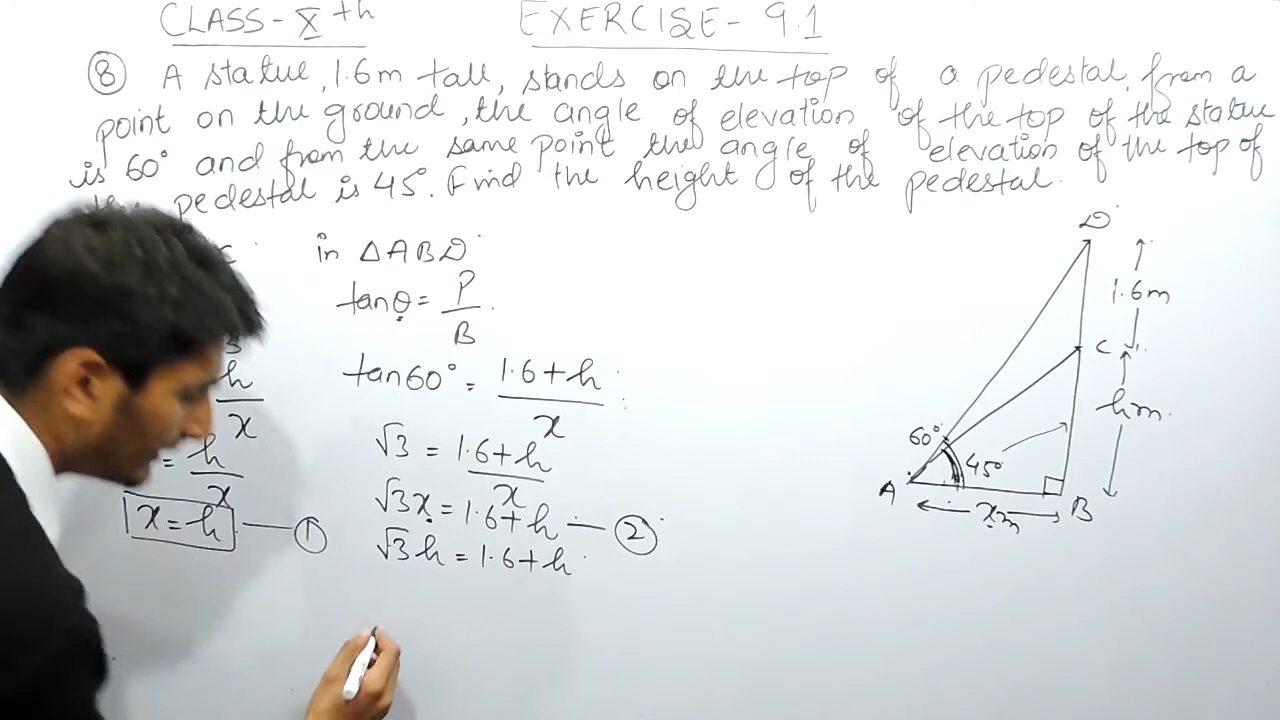 CLASS - Xth EXERCISE - 9.1
⑧ A statue, 1.6m tall, stands on the top of a pedestal, from a
point on the ground, the angle of elevation of the top of the statue
is 60° and from the same point the angle of elevation of the top of
pedestal is 45°. Find the height of the pedestal.
in △ABD
tanθ = P/B
h/x
tan60° = 1.6+h/x
= h/x
√3 = 1.6+h/x
x = h — ①
√3x = 1.6+h — ②
√3h = 1.6+h
D
1.6m
C
hm
60°
45°
A
xm
B